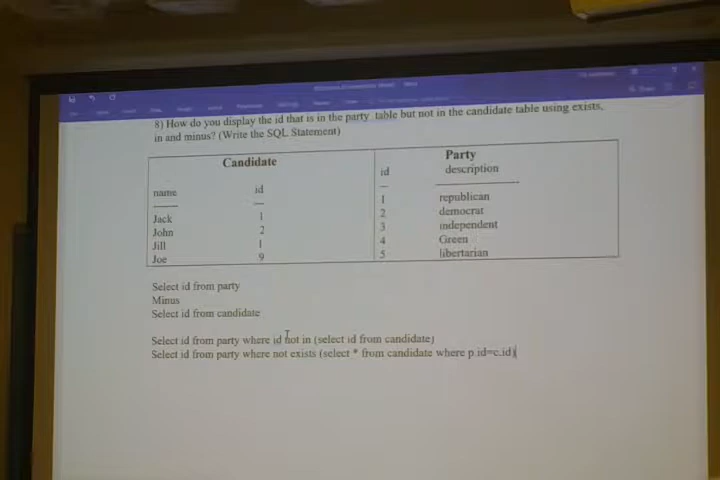 8) How do you display the id that is in the party table but not in the candidate table using exists,
in and minus? (Write the SQL Statement)
Candidate
Party
name id
id description
Jack 1
1 republican
John 2
2 democrat
Jill 1
3 independent
Joe 9
4 Green
5 libertarian
Select id from party
Minus
Select id from candidate
Select id from party where id not in (select id from candidate)
Select id from party where not exists (select * from candidate where p.id=c.id)